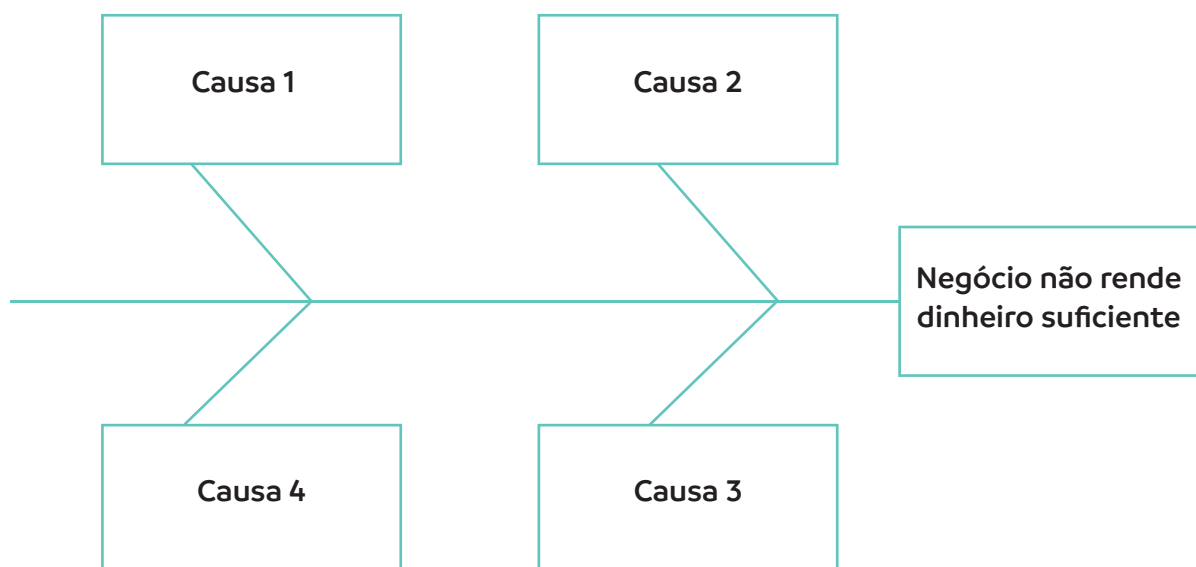 Causa 1
Causa 2
Negócio não rende
dinheiro suficiente
Causa 4
Causa 3